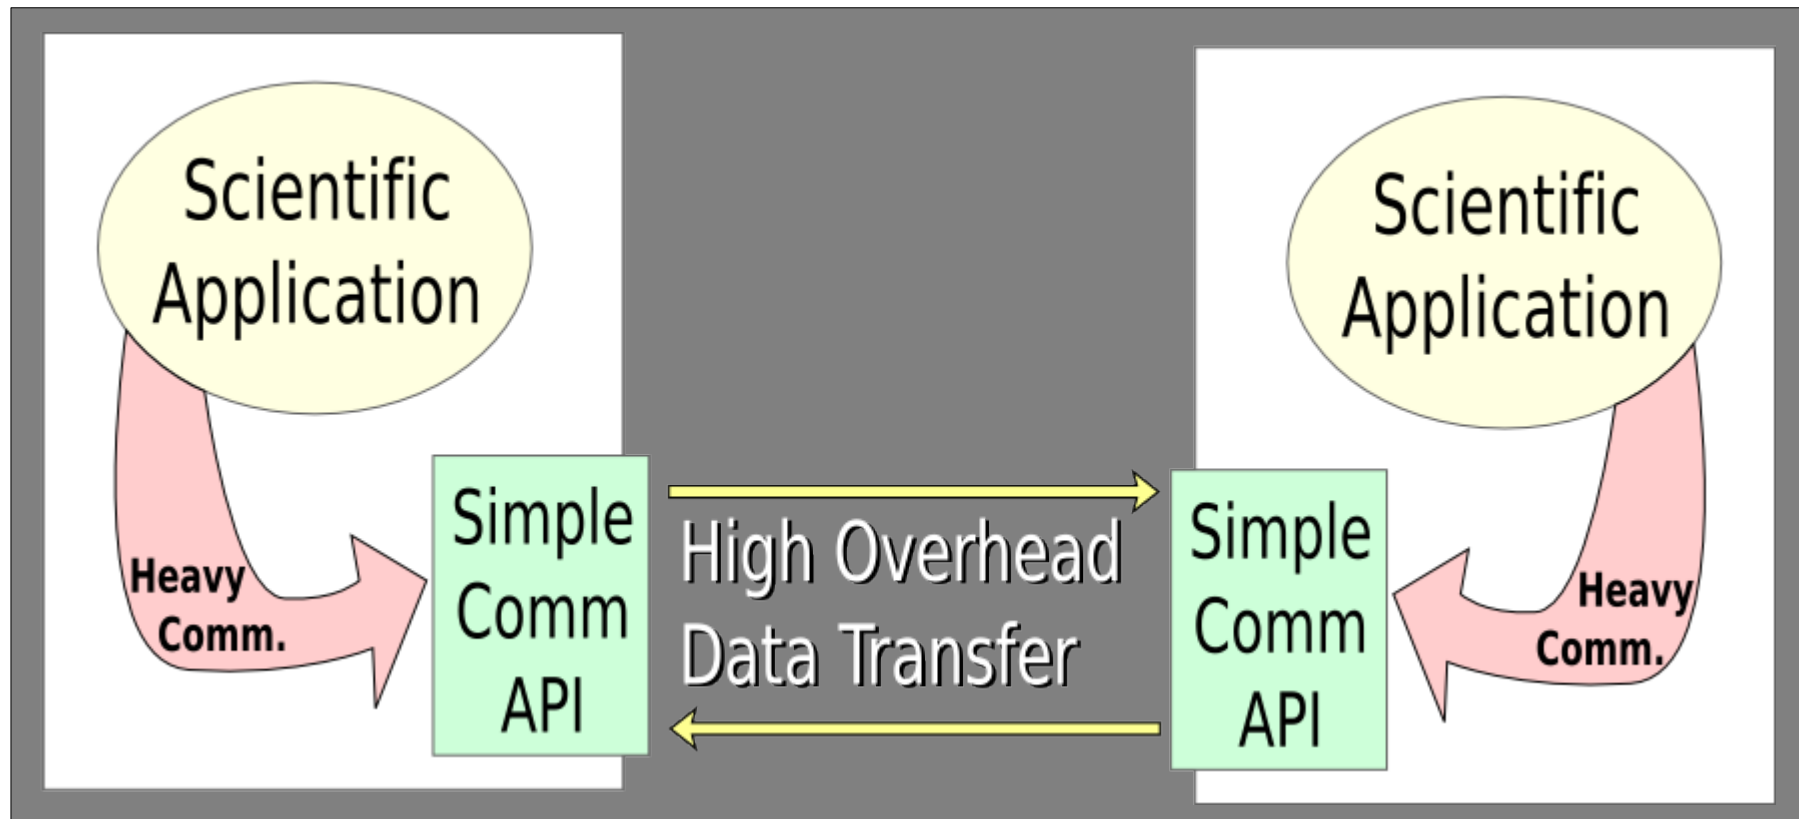 Scientific
Application
Heavy
Comm.
Simple
Comm
API
High Overhead
Data Transfer
Simple
Comm
API
Scientific
Application
Heavy
Comm.